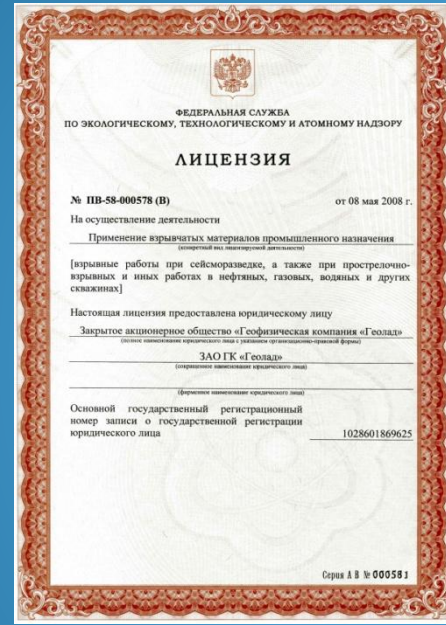 ФЕДЕРАЛЬНАЯ СЛУЖБА
ПО ЭКОЛОГИЧЕСКОМУ, ТЕХНОЛОГИЧЕСКОМУ И АТОМНОМУ НАДЗОРУ
ЛИЦЕНЗИЯ
№ ПВ-58-000578 (В) от 08 мая 2008 г.
На осуществление деятельности
Применение взрывчатых материалов промышленного назначения
(конкретный вид лицензируемой деятельности)
[взрывные работы при сейсморазведке, а также при прострелочно-
взрывных и иных работах в нефтяных, газовых, водяных и других
скважинах]
Настоящая лицензия предоставлена юридическому лицу
Закрытое акционерное общество «Геофизическая компания «Геолад»
(полное наименование юридического лица с указанием организационно-правовой формы)
ЗАО ГК «Геолад»
(сокращенное наименование юридического лица)
(фирменное наименование юридического лица)
Основной государственный регистрационный
номер записи о государственной регистрации
юридического лица 1028601869625
Серия А В № 000581